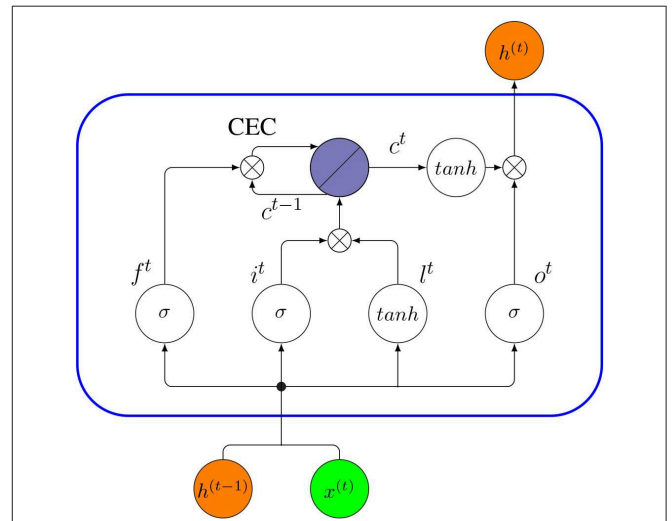 h^{(t)}
CEC
c^t
tanh
c^{t-1}
f^t
i^t
l^t
o^t
σ
σ
tanh
σ
h^{(t-1)}
x^{(t)}